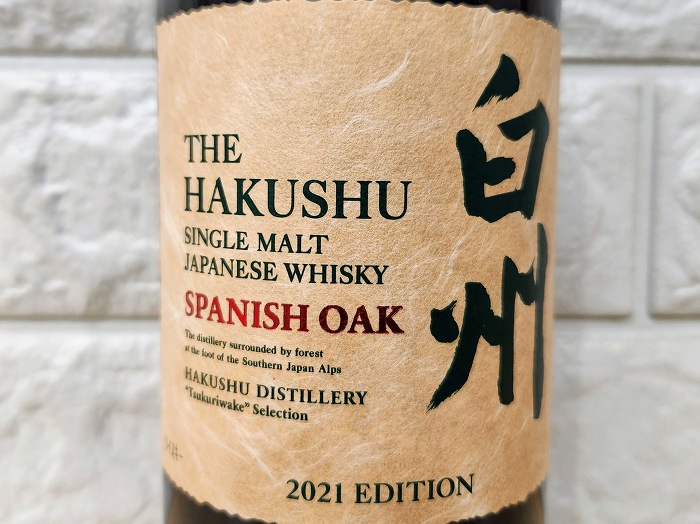 THE
HAKUSHU
SINGLE MALT
JAPANESE WHISKY
SPANISH OAK
The distillery surrounded by forest
at the foot of the Southern Japan Alps
HAKUSHU DISTILLERY
"Tsukuriwake" Selection
白州
2021 EDITION